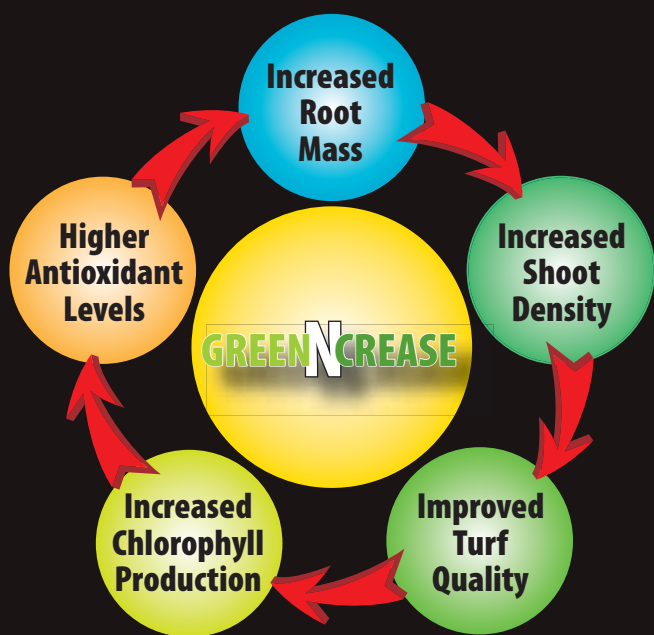 Increased
Root
Mass
Increased
Shoot
Density
Improved
Turf
Quality
Increased
Chlorophyll
Production
Higher
Antioxidant
Levels
GREENNCREASE